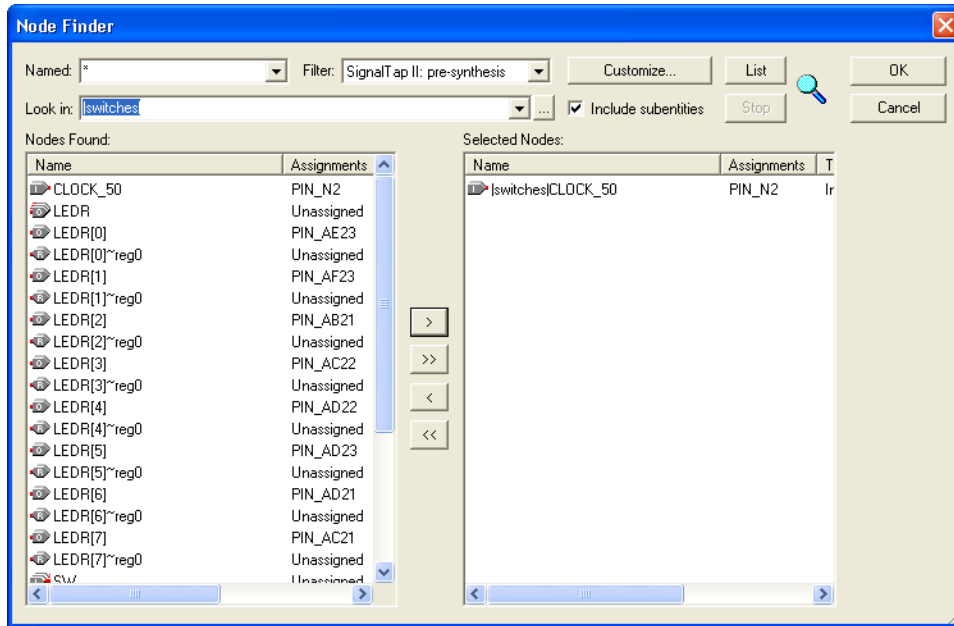 Node Finder
Named: * Filter: SignalTap II: pre-synthesis Customize... List OK
Look in: |switches ... Include subentities Stop Cancel
Nodes Found: Selected Nodes:
Name Assignments Name Assignments T
CLOCK_50 PIN_N2 |switches|CLOCK_50 PIN_N2 Ir
LEDR Unassigned
LEDR[0] PIN_AE23
LEDR[0]~reg0 Unassigned
LEDR[1] PIN_AF23
LEDR[1]~reg0 Unassigned
LEDR[2] PIN_AB21
LEDR[2]~reg0 Unassigned
LEDR[3] PIN_AC22
LEDR[3]~reg0 Unassigned
LEDR[4] PIN_AD22
LEDR[4]~reg0 Unassigned
LEDR[5] PIN_AD23
LEDR[5]~reg0 Unassigned
LEDR[6] PIN_AD21
LEDR[6]~reg0 Unassigned
LEDR[7] PIN_AC21
LEDR[7]~reg0 Unassigned
SW Unassigned
>
>>
<
<<